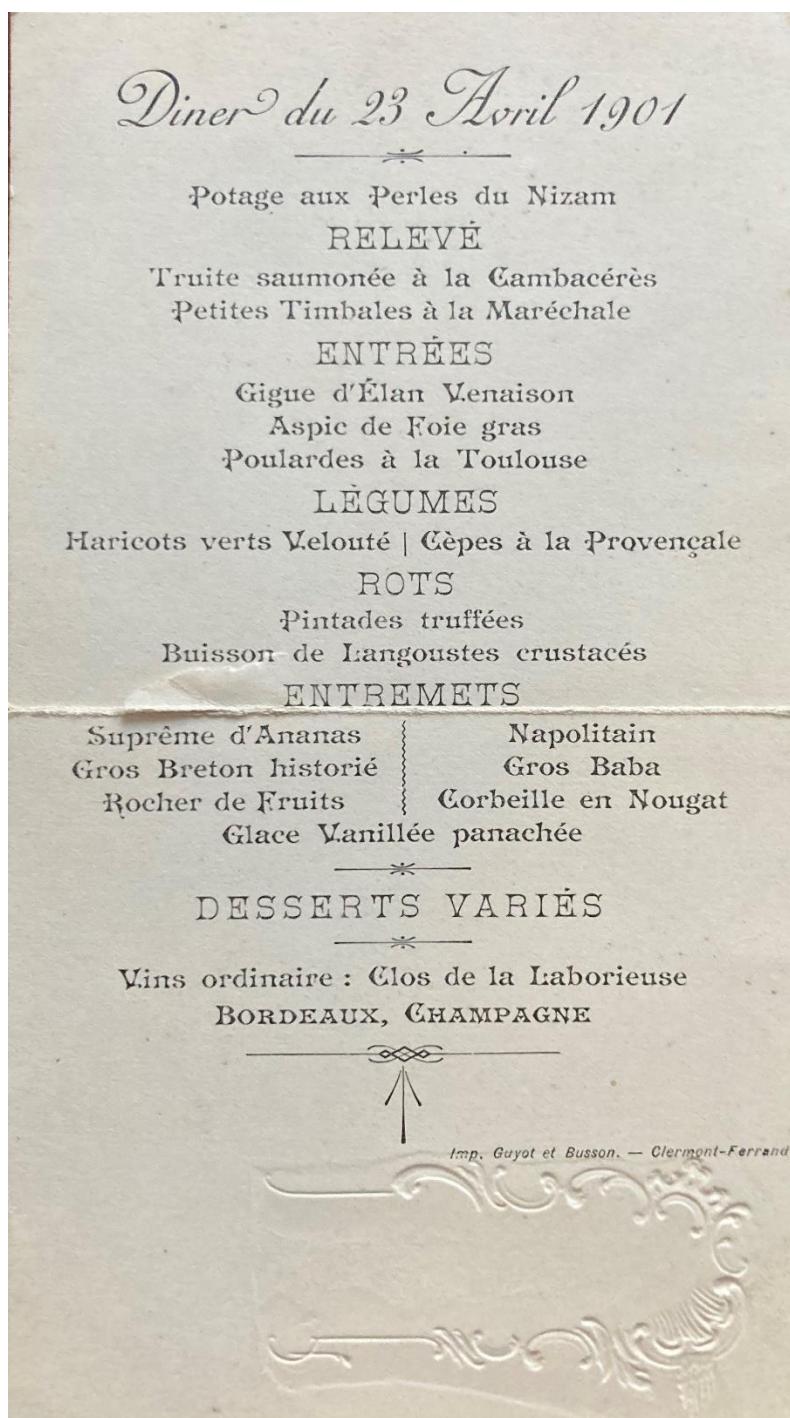 Diner du 23 Avril 1901
Potage aux Perles du Nizam
RELEVÉ
Truite saumonée à la Cambacérès
Petites Timbales à la Maréchale
ENTRÉES
Gigue d'Élan Venaison
Aspic de Foie gras
Poulardes à la Toulouse
LÉGUMES
Haricots verts Velouté | Cèpes à la Provençale
ROTS
Pintades truffées
Buisson de Langoustes crustacés
ENTREMETS
Suprême d'Ananas
Gros Breton historié
Rocher de Fruits
Napolitain
Gros Baba
Corbeille en Nougat
Glace Vanillée panachée
DESSERTS VARIÉS
Vins ordinaire : Clos de la Laborieuse
BORDEAUX, CHAMPAGNE
Imp. Guyot et Busson. — Clermont-Ferrand